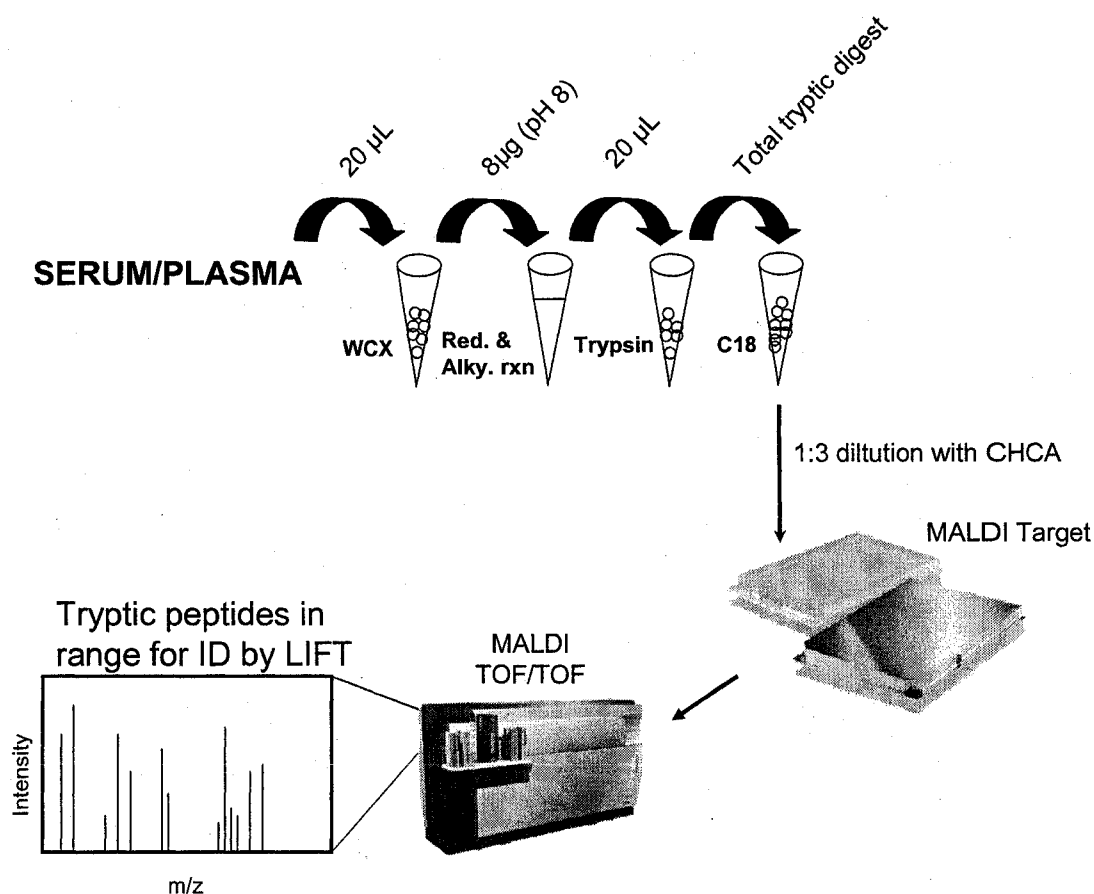 20 µL
8µg (pH 8)
20 µL
Total tryptic digest
SERUM/PLASMA
WCX
Red. &
Alky. rxn
Trypsin
C18
1:3 diltution with CHCA
MALDI Target
Tryptic peptides in
range for ID by LIFT
MALDI
TOF/TOF
Intensity
m/z